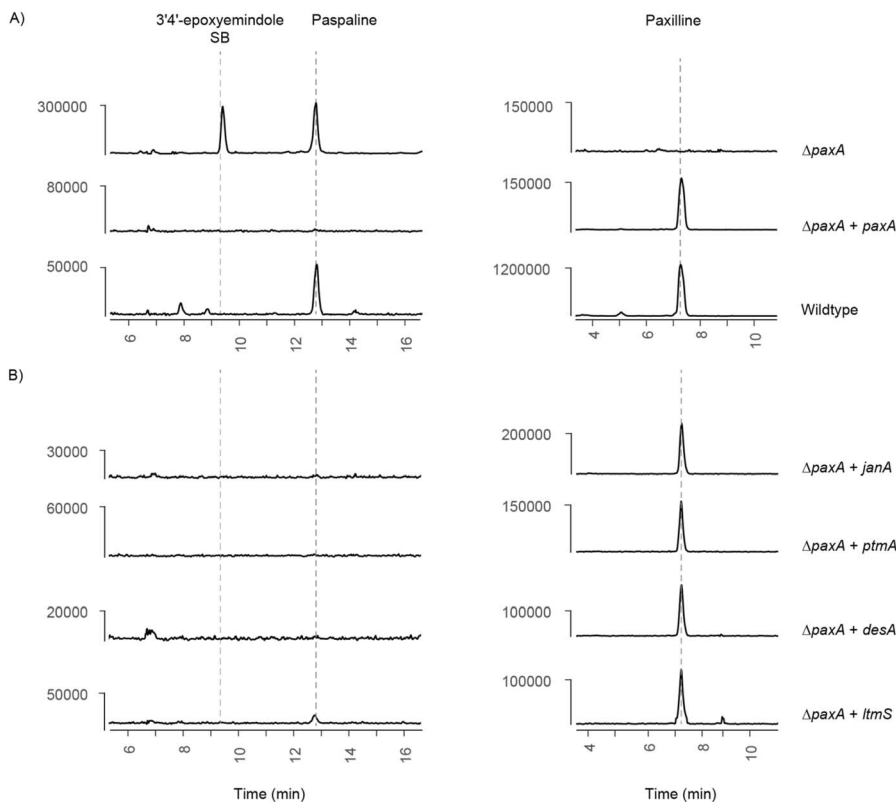 A)
3'4'-epoxyemindole
SB
Paspaline
Paxilline
300000
150000
ΔpaxA
80000
150000
ΔpaxA + paxA
50000
1200000
Wildtype
6 8 10 12 14 16
4 6 8 10
B)
30000
200000
ΔpaxA + janA
60000
150000
ΔpaxA + ptmA
20000
100000
ΔpaxA + desA
50000
100000
ΔpaxA + ltmS
6 8 10 12 14 16
4 6 8 10
Time (min)
Time (min)